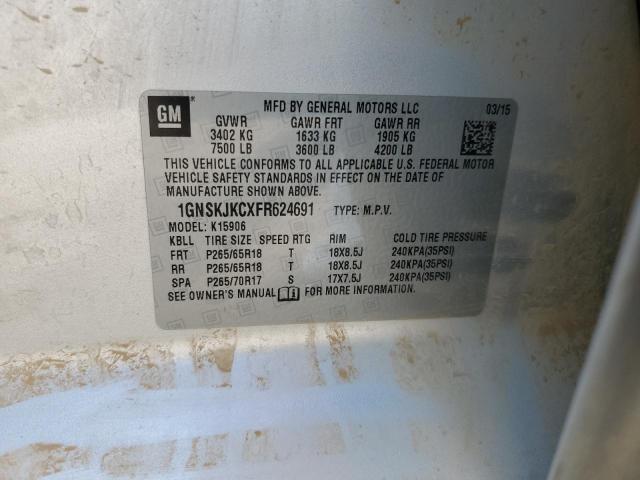 GM
MFD BY GENERAL MOTORS LLC 03/15
GVWR GAWR FRT GAWR RR
3402 KG 1633 KG 1905 KG
7500 LB 3600 LB 4200 LB
THIS VEHICLE CONFORMS TO ALL APPLICABLE U.S. FEDERAL MOTOR
VEHICLE SAFETY STANDARDS IN EFFECT ON THE DATE OF
MANUFACTURE SHOWN ABOVE.
1GNSKJKCXFR624691 TYPE: M.P.V.
MODEL: K15906
KBLL TIRE SIZE SPEED RTG RIM COLD TIRE PRESSURE
FRT P265/65R18 T 18X8.5J 240KPA(35PSI)
RR P265/65R18 T 18X8.5J 240KPA(35PSI)
SPA P265/70R17 S 17X7.5J 240KPA(35PSI)
SEE OWNER'S MANUAL FOR MORE INFORMATION.